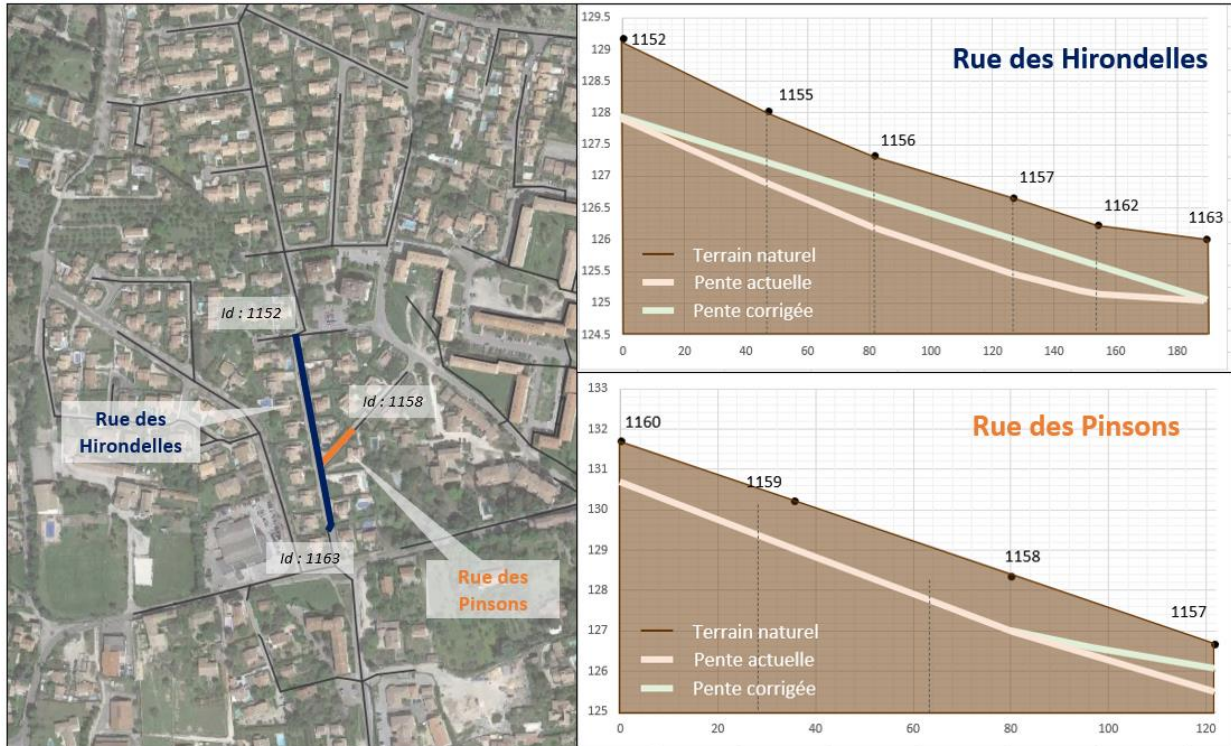 Id : 1152
Id : 1158
Rue des
Hirondelles
Id : 1163
Rue des
Pinsons
Rue des Hirondelles
129.5
129
128.5
128
127.5
127
126.5
126
125.5
125
124.5
1152
1155
1156
1157
1162
1163
Terrain naturel
Pente actuelle
Pente corrigée
0 20 40 60 80 100 120 140 160 180
Rue des Pinsons
133
132
131
130
129
128
127
126
125
1160
1159
1158
1157
Terrain naturel
Pente actuelle
Pente corrigée
0 20 40 60 80 100 120